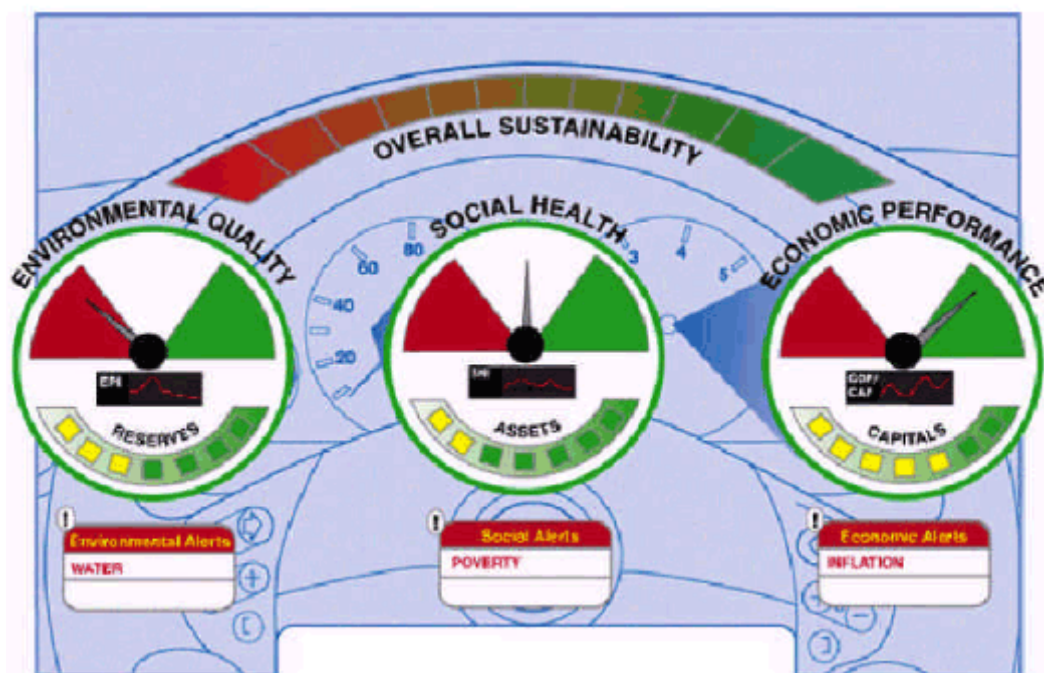 OVERALL SUSTAINABILITY
ENVIRONMENTAL QUALITY
SOCIAL HEALTH
ECONOMIC PERFORMANCE
20
40
60
80
3
4
5
EPI
GDP/
CAP
RESERVES
ASSETS
CAPITALS
!
Environmental Alerts
WATER
!
Social Alerts
POVERTY
!
Economic Alerts
INFLATION